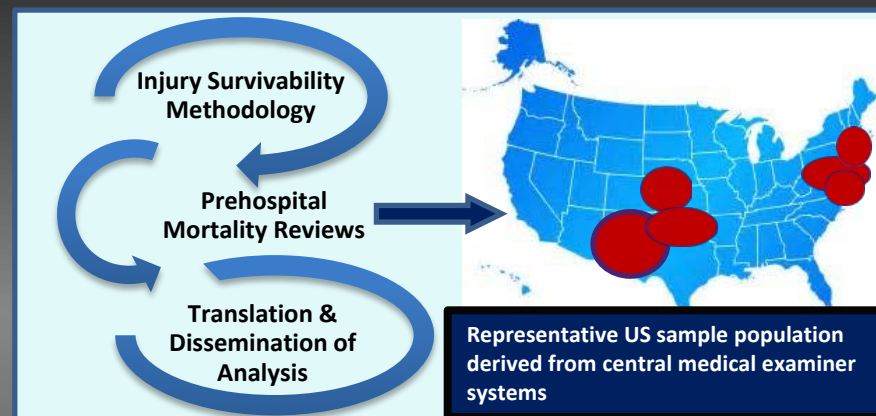 Injury Survivability
Methodology
Prehospital
Mortality Reviews
Translation &
Dissemination of
Analysis
Representative US sample population
derived from central medical examiner
systems